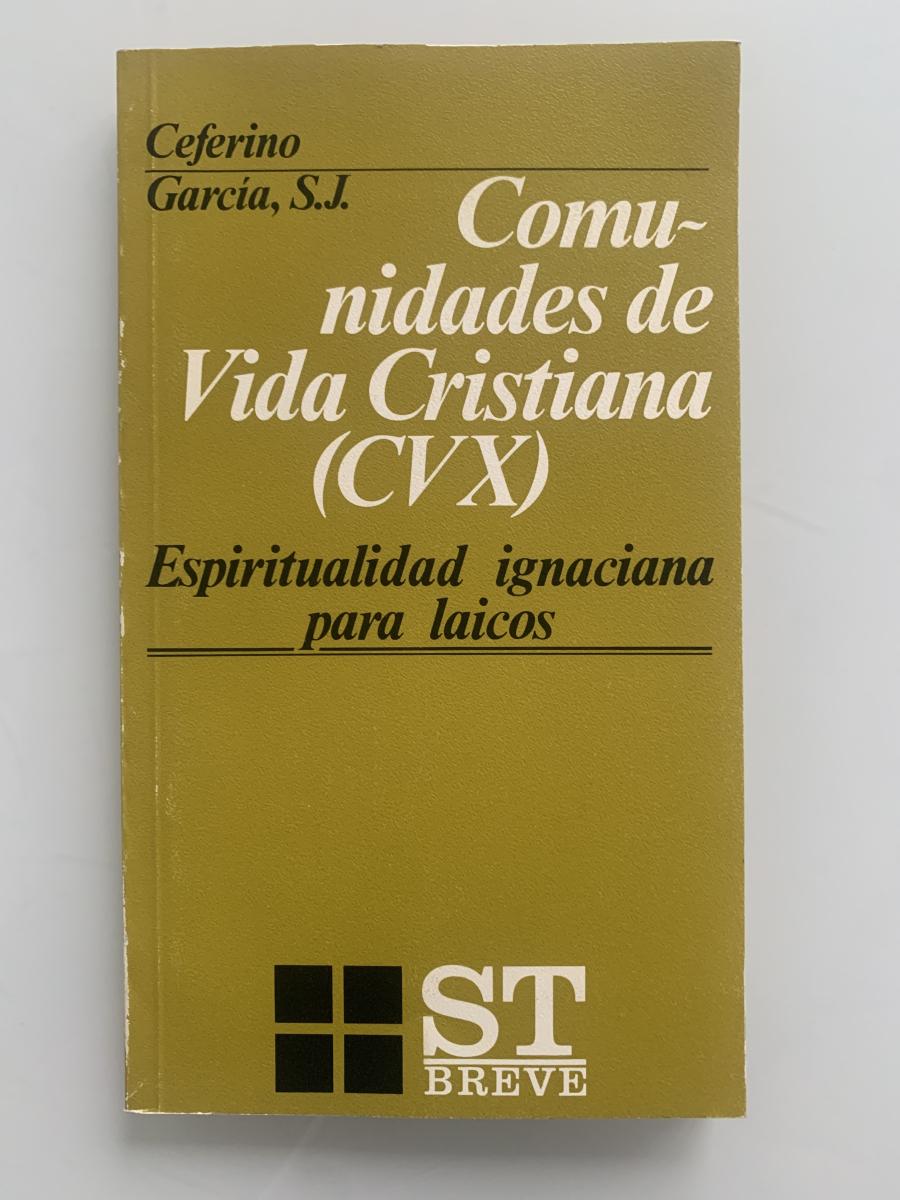 Ceferino
García, S.J.
Comu-
nidades de
Vida Cristiana
(CVX)
Espiritualidad ignaciana
para laicos
ST
BREVE